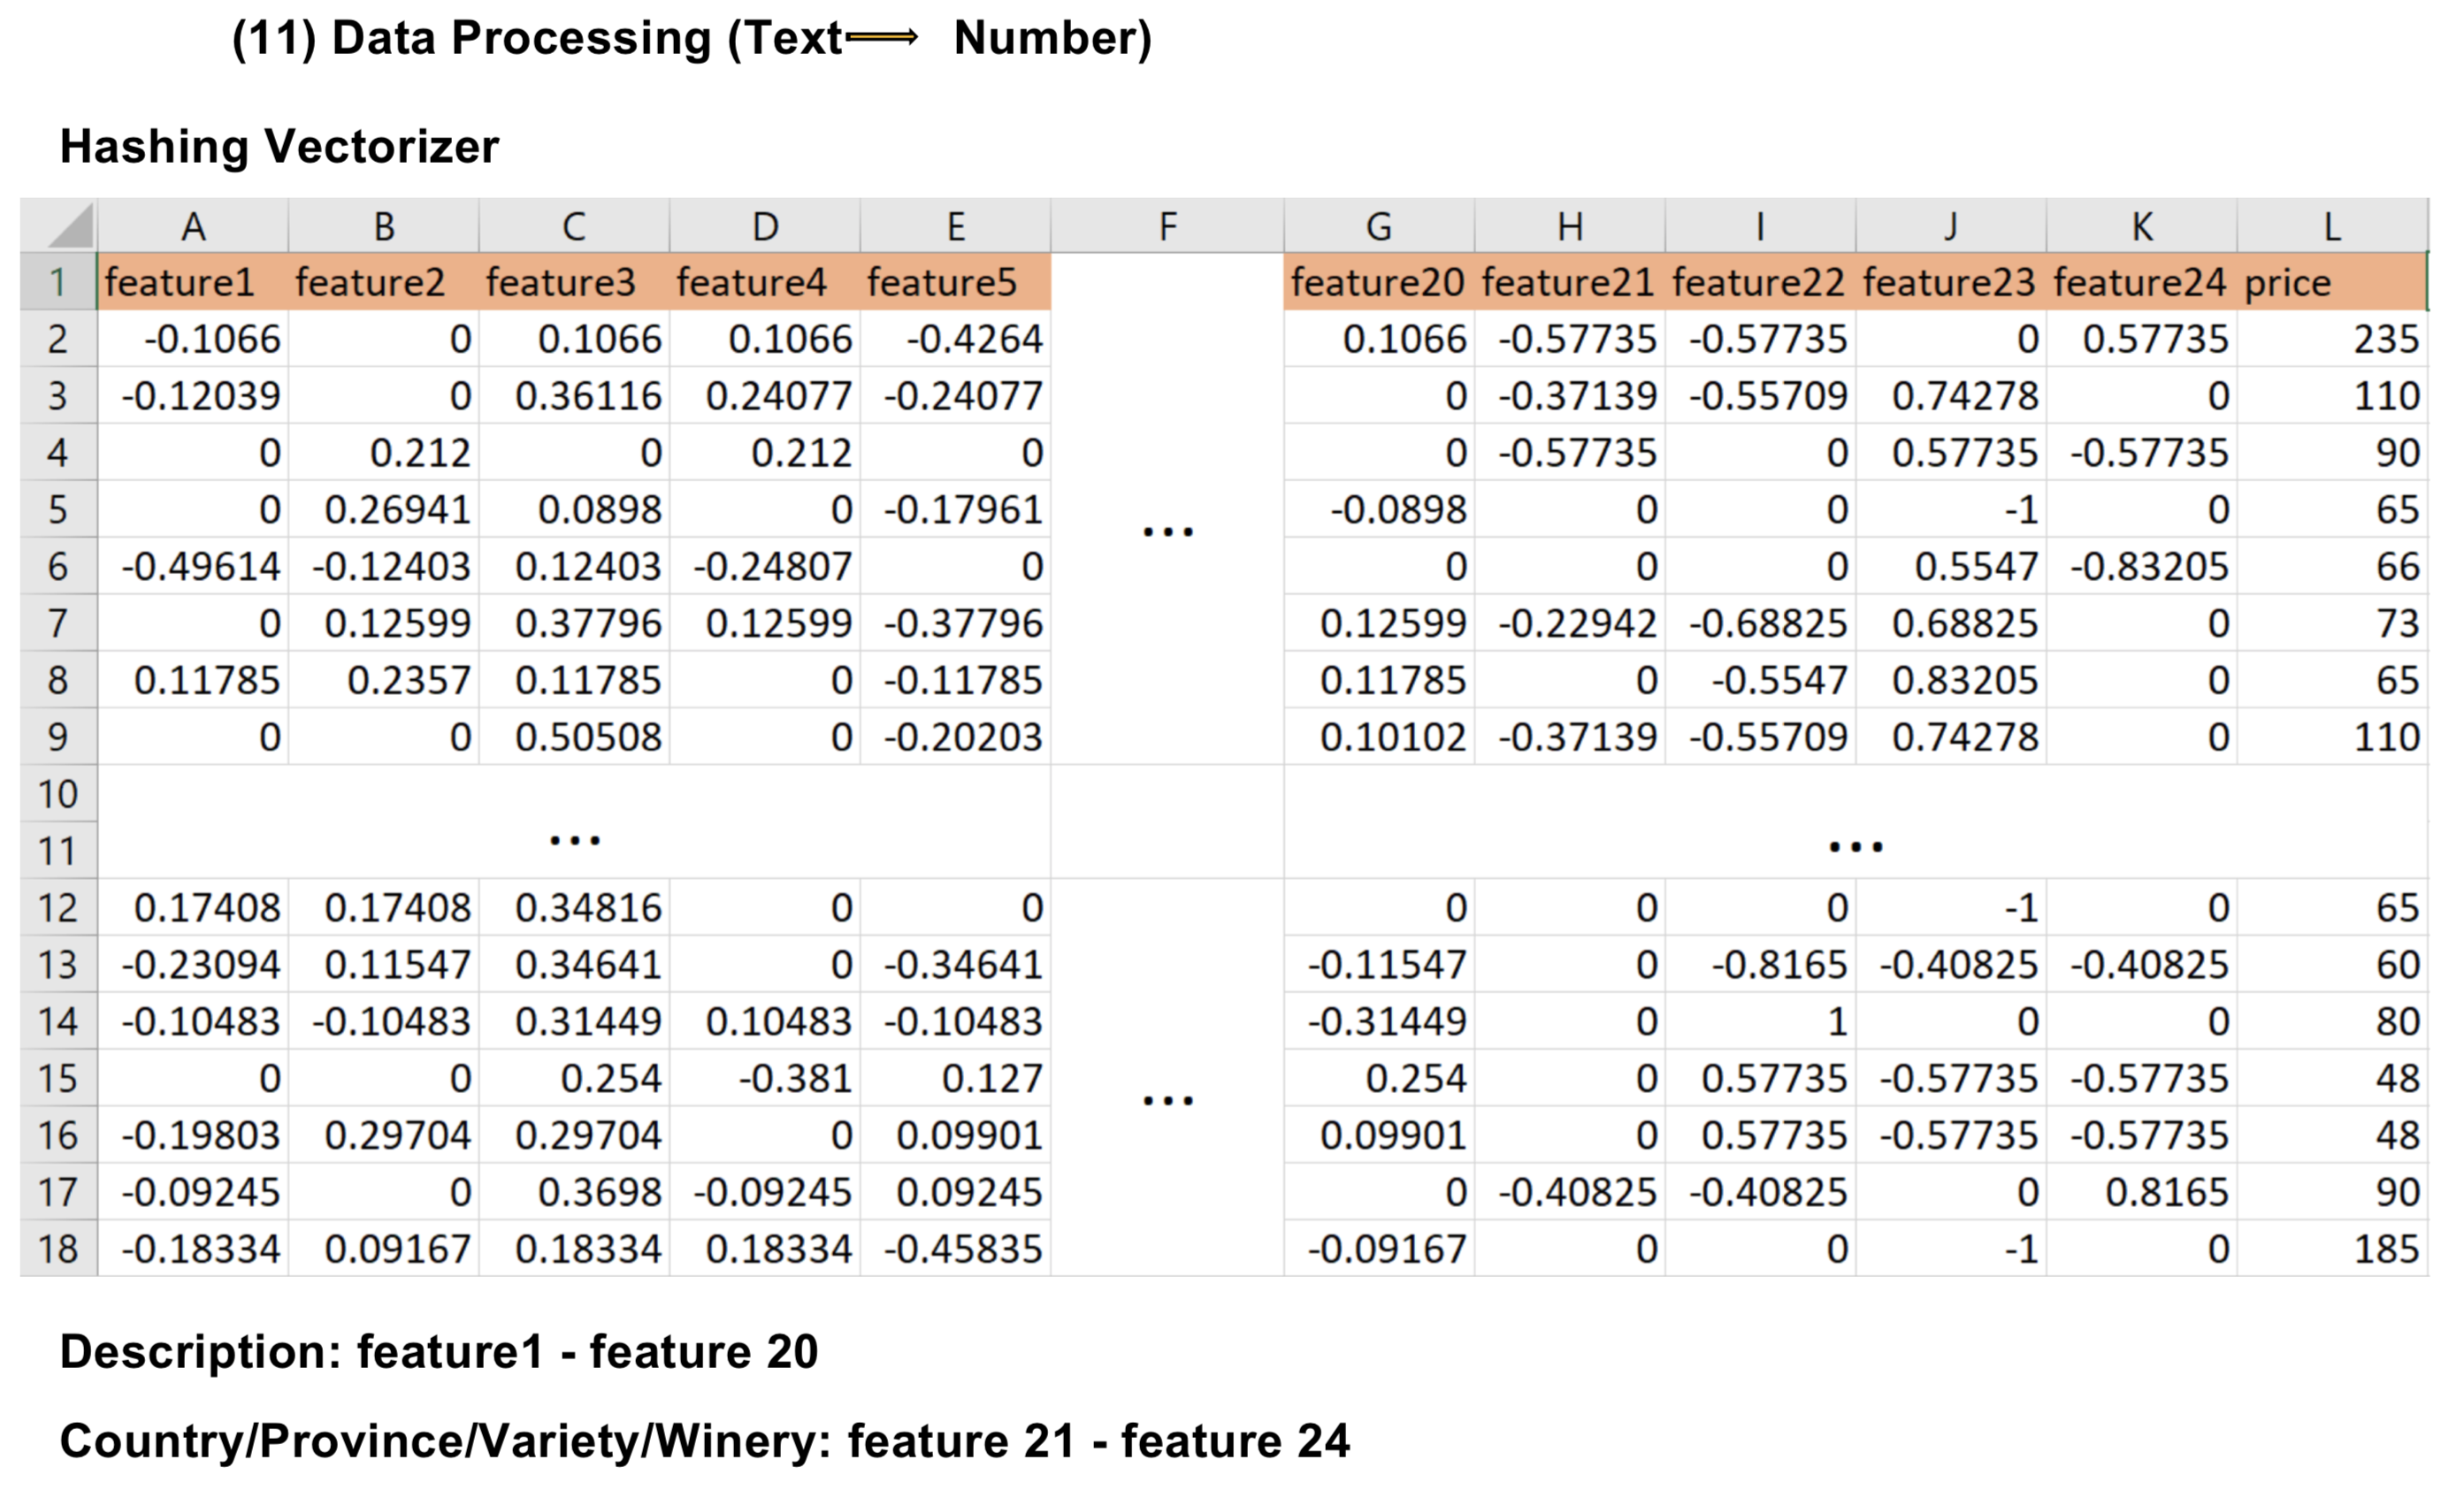 (11) Data Processing (Text Number)
Hashing Vectorizer
A B C D E F G H I J K L
1 feature1 feature2 feature3 feature4 feature5 feature20 feature21 feature22 feature23 feature24 price
2 -0.1066 0 0.1066 0.1066 -0.4264 0.1066 -0.57735 -0.57735 0 0.57735 235
3 -0.12039 0 0.36116 0.24077 -0.24077 0 -0.37139 -0.55709 0.74278 0 110
4 0 0.212 0 0.212 0 0 -0.57735 0 0.57735 -0.57735 90
5 0 0.26941 0.0898 0 -0.17961 ... -0.0898 0 0 -1 0 65
6 -0.49614 -0.12403 0.12403 -0.24807 0 0 0 0 0.5547 -0.83205 66
7 0 0.12599 0.37796 0.12599 -0.37796 0.12599 -0.22942 -0.68825 0.68825 0 73
8 0.11785 0.2357 0.11785 0 -0.11785 0.11785 0 -0.5547 0.83205 0 65
9 0 0 0.50508 0 -0.20203 0.10102 -0.37139 -0.55709 0.74278 0 110
10
11 ... ...
12 0.17408 0.17408 0.34816 0 0 0 0 0 -1 0 65
13 -0.23094 0.11547 0.34641 0 -0.34641 -0.11547 0 -0.8165 -0.40825 -0.40825 60
14 -0.10483 -0.10483 0.31449 0.10483 -0.10483 -0.31449 0 1 0 0 80
15 0 0 0.254 -0.381 0.127 ... 0.254 0 0.57735 -0.57735 -0.57735 48
16 -0.19803 0.29704 0.29704 0 0.09901 0.09901 0 0.57735 -0.57735 -0.57735 48
17 -0.09245 0 0.3698 -0.09245 0.09245 0 -0.40825 -0.40825 0 0.8165 90
18 -0.18334 0.09167 0.18334 0.18334 -0.45835 -0.09167 0 0 -1 0 185
Description: feature1 - feature 20
Country/Province/Variety/Winery: feature 21 - feature 24